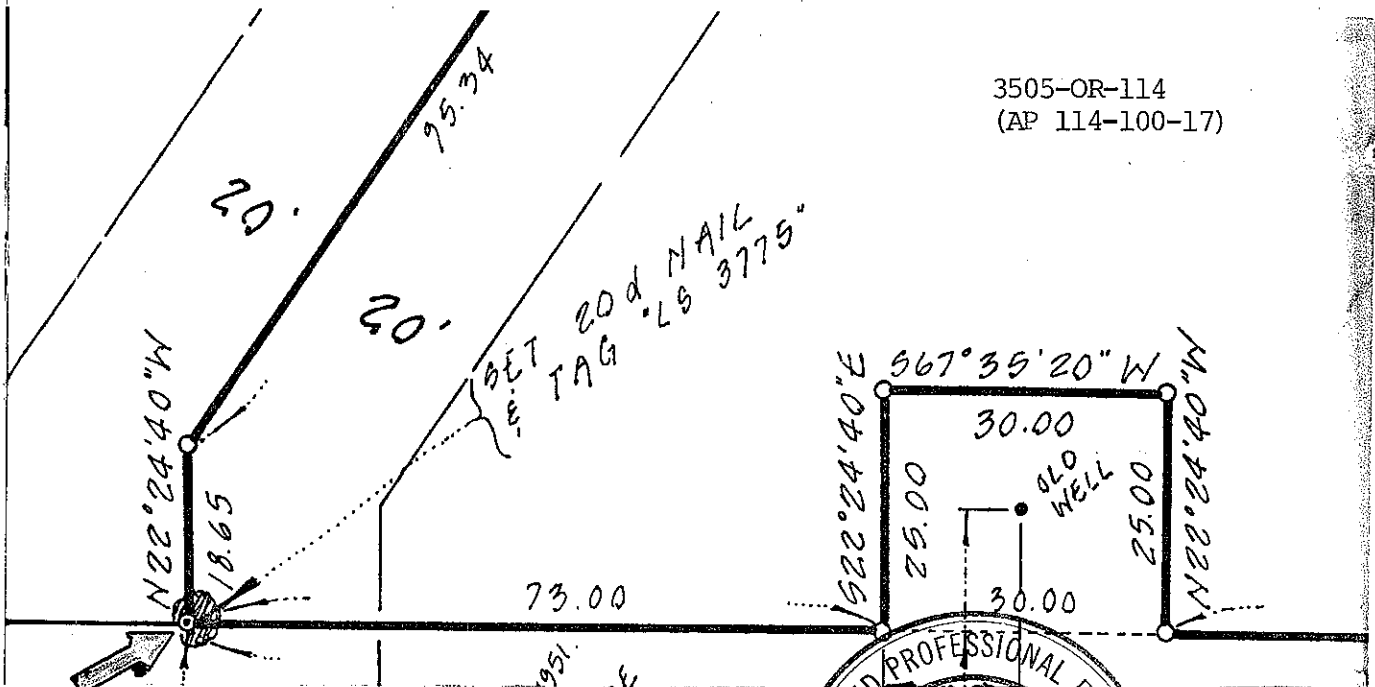 3505-OR-114
(AP 114-100-17)
95.34
20'
20'
SET 20d NAIL
& TAG "LS 3775"
N22°24'40"W
18.65
73.00
S22°24'40"E
25.00
S67°35'20"W
30.00
OLD
WELL
25.00
N22°24'40"W
30.00
PROFESSIONAL